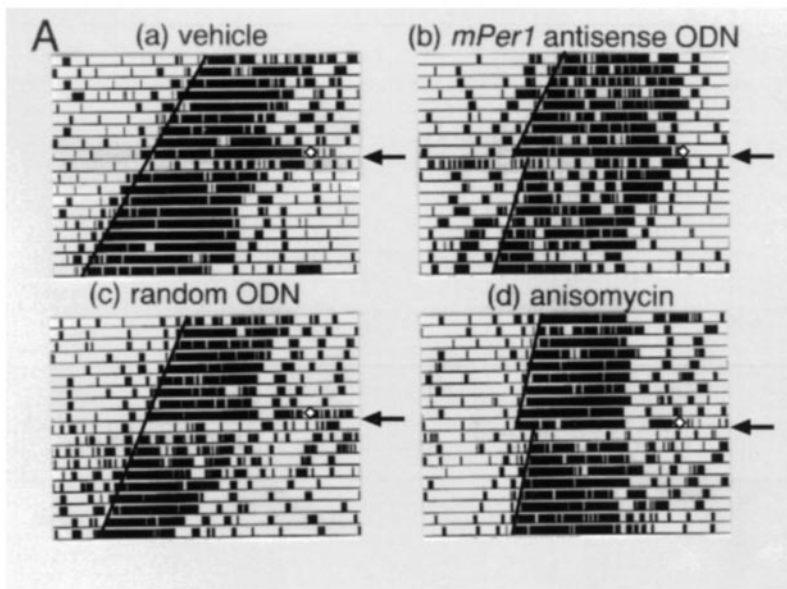 A
(a) vehicle
(b) mPer1 antisense ODN
(c) random ODN
(d) anisomycin